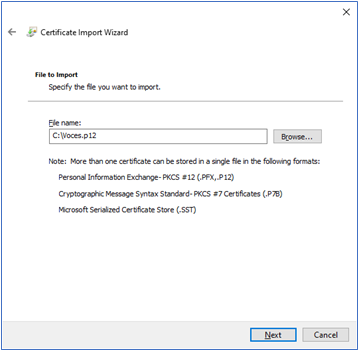 Certificate Import Wizard
File to Import
Specify the file you want to import.
File name:
C:\Voces.p12
Browse...
Note: More than one certificate can be stored in a single file in the following formats:
Personal Information Exchange- PKCS #12 (.PFX,.P12)
Cryptographic Message Syntax Standard- PKCS #7 Certificates (.P7B)
Microsoft Serialized Certificate Store (.SST)
Next
Cancel